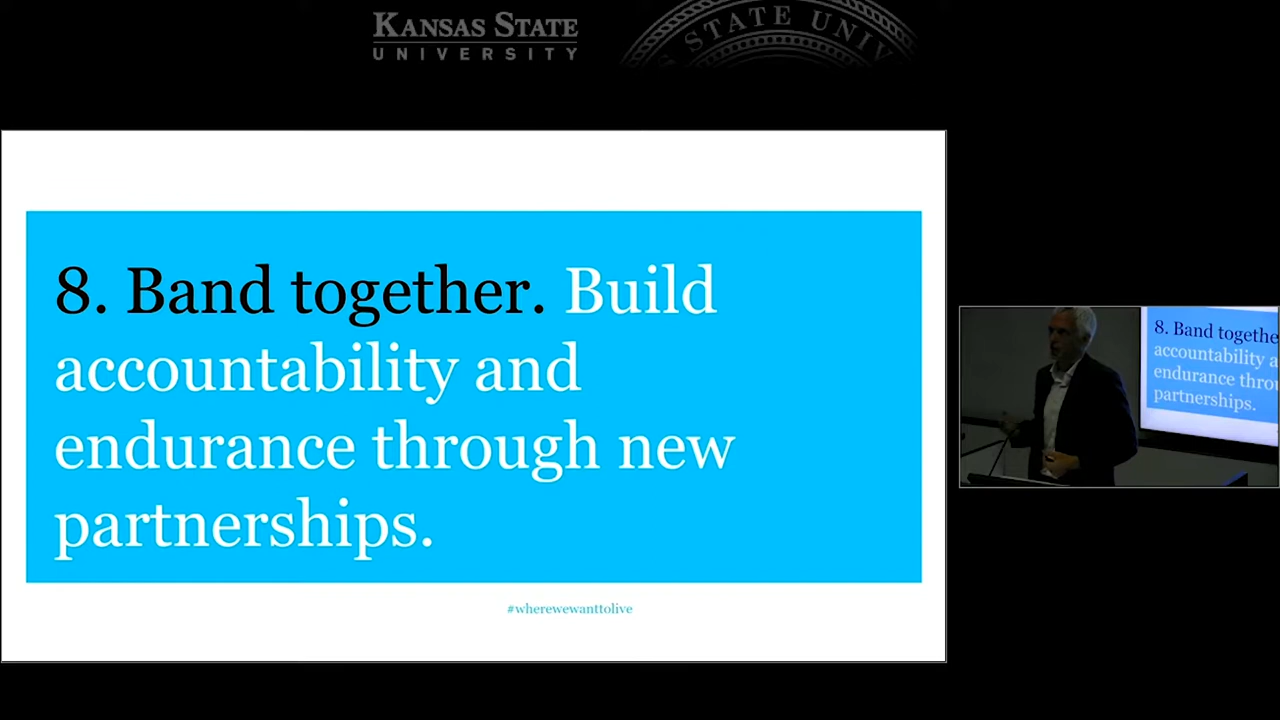 KANSAS STATE
UNIVERSITY
STATE UNIV
8. Band together. Build
accountability and
endurance through new
partnerships.
#wherewewanttolive
8. Band togethe
accountability a
endurance throu
partnerships.